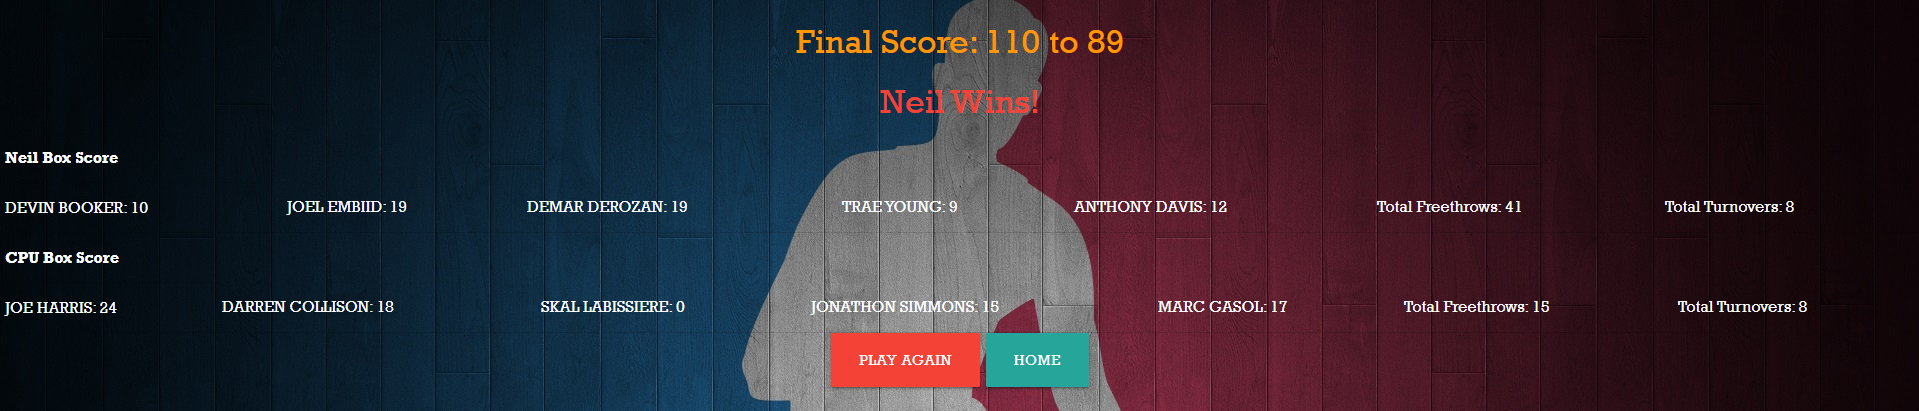 Final Score: 110 to 89
Neil Wins!
Neil Box Score
DEVIN BOOKER: 10 JOEL EMBIID: 19 DEMAR DEROZAN: 19 TRAE YOUNG: 9 ANTHONY DAVIS: 12 Total Freethrows: 41 Total Turnovers: 8
CPU Box Score
JOE HARRIS: 24 DARREN COLLISON: 18 SKAL LABISSIERE: 0 JONATHON SIMMONS: 15 MARC GASOL: 17 Total Freethrows: 15 Total Turnovers: 8
PLAY AGAIN HOME